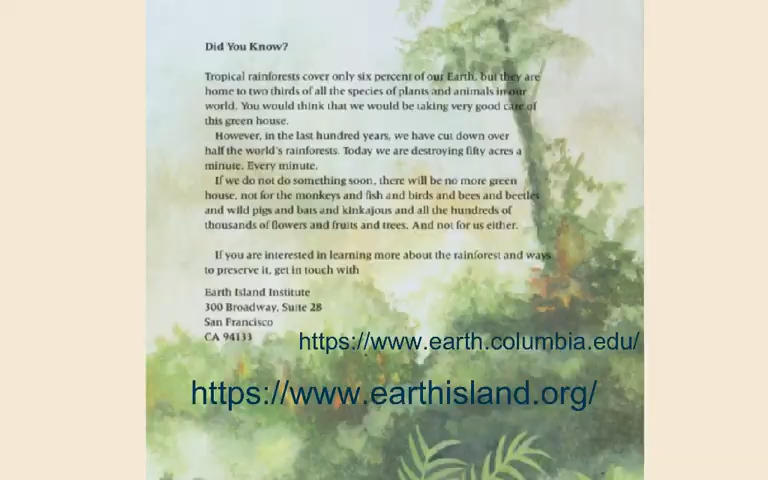 Did You Know?
Tropical rainforests cover only six percent of our Earth, but they are
home to two thirds of all the species of plants and animals in our
world. You would think that we would be taking very good care of
this green house.
However, in the last hundred years, we have cut down over
half the world's rainforests. Today we are destroying fifty acres a
minute. Every minute.
If we do not do something soon, there will be no more green
house, not for the monkeys and fish and birds and bees and beetles
and wild pigs and bats and kinkajous and all the hundreds of
thousands of flowers and fruits and trees. And not for us either.
If you are interested in learning more about the rainforest and ways
to preserve it, get in touch with
Earth Island Institute
300 Broadway, Suite 28
San Francisco
CA 94133
https://www.earth.columbia.edu/
https://www.earthisland.org/